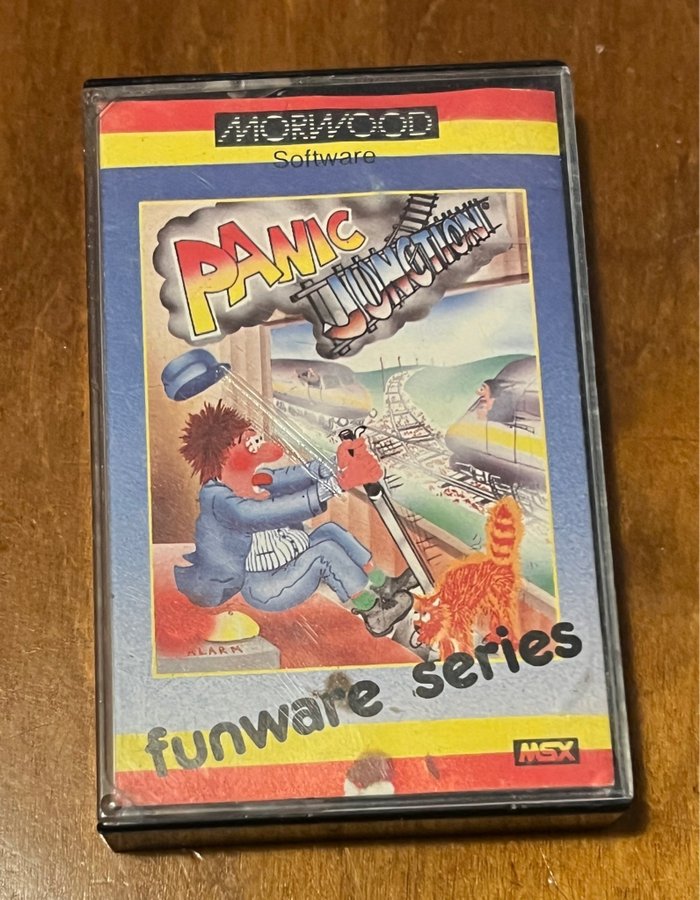 MORWOOD
Software
PANIC
JUNCTION!
ALARM
funware series
MSX